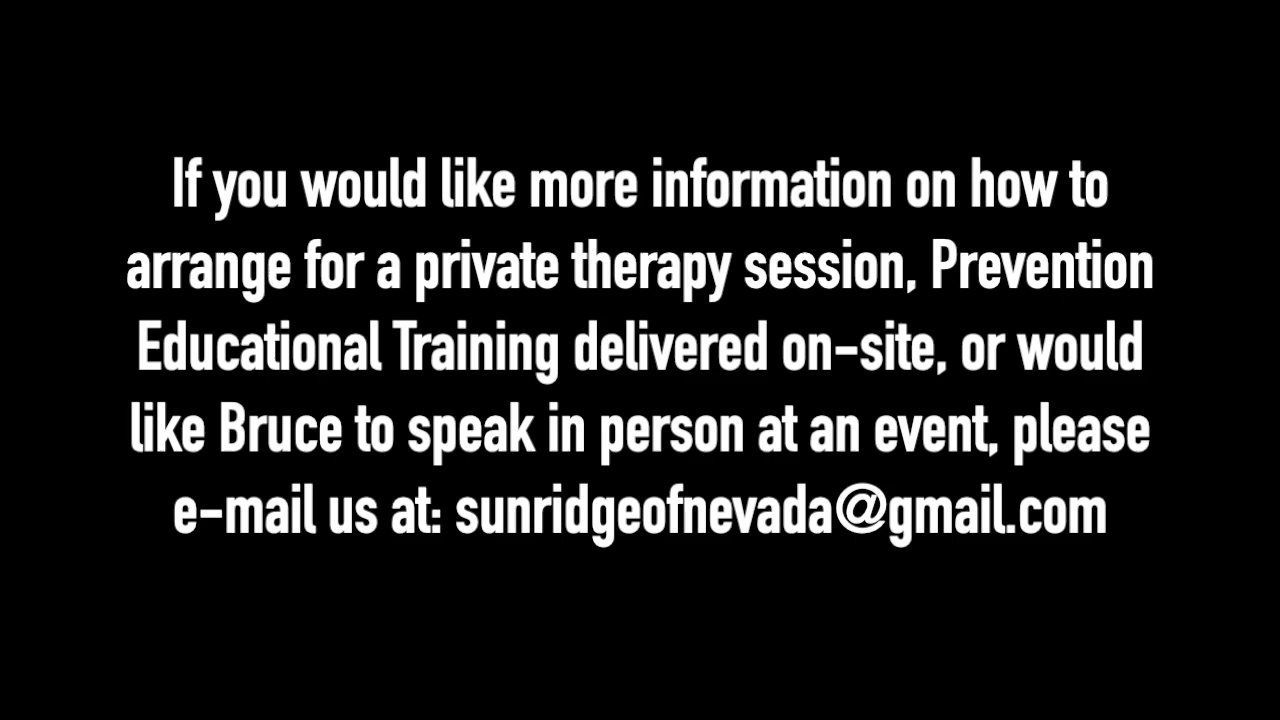 If you would like more information on how to
arrange for a private therapy session, Prevention
Educational Training delivered on-site, or would
like Bruce to speak in person at an event, please
e-mail us at: sunridgeofnevada@gmail.com